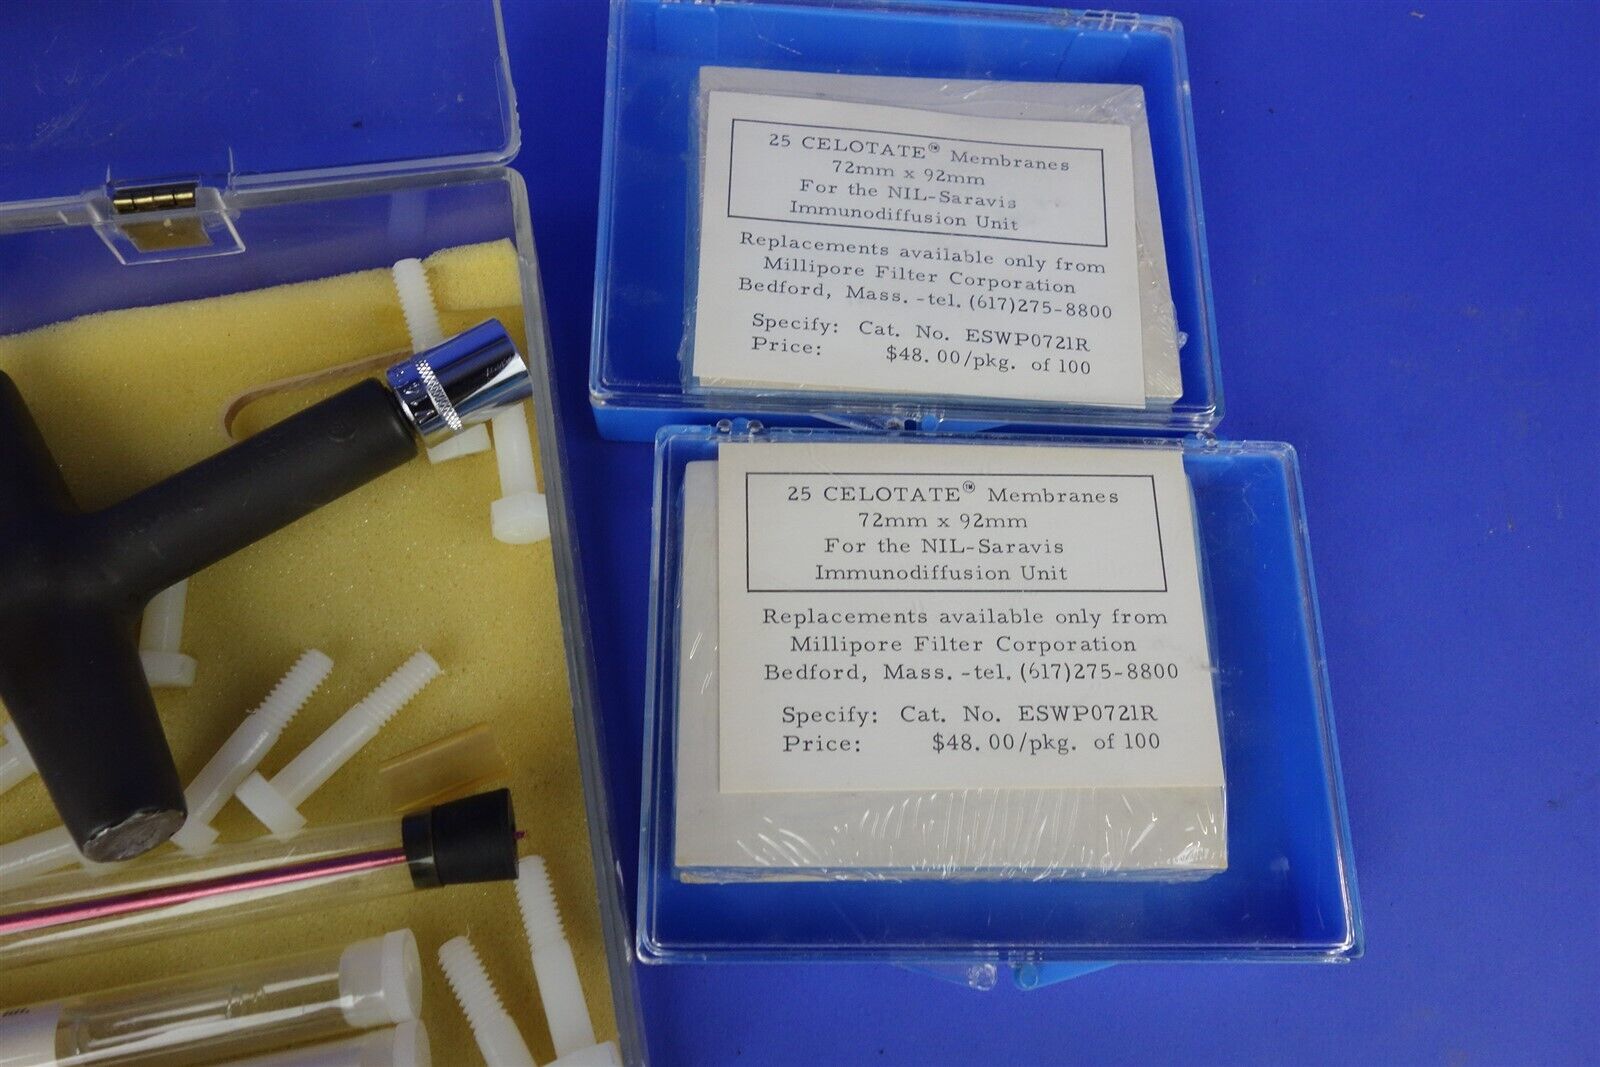 25 CELOTATE® Membranes
72mm x 92mm
For the NIL-Saravis
Immunodiffusion Unit
Replacements available only from
Millipore Filter Corporation
Bedford, Mass. -tel. (617)275-8800
Specify: Cat. No. ESWP0721R
Price: $48.00/pkg. of 100
25 CELOTATE® Membranes
72mm x 92mm
For the NIL-Saravis
Immunodiffusion Unit
Replacements available only from
Millipore Filter Corporation
Bedford, Mass. -tel. (617)275-8800
Specify: Cat. No. ESWP0721R
Price: $48.00/pkg. of 100